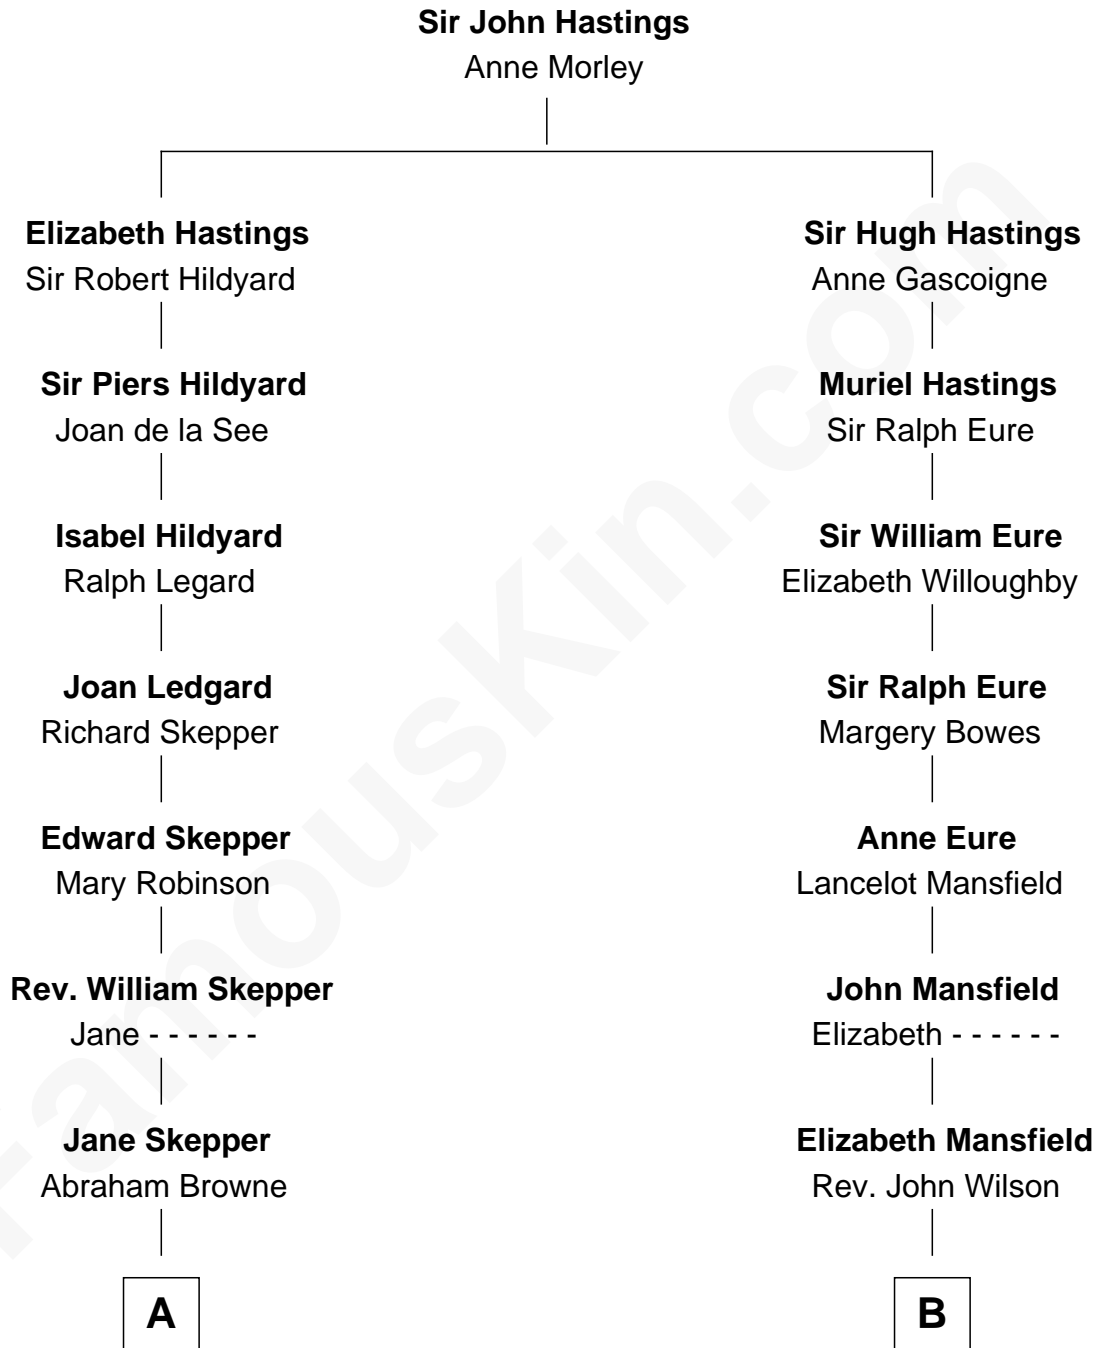 Sir John Hastings
Anne Morley
Elizabeth Hastings
Sir Robert Hildyard
Sir Hugh Hastings
Anne Gascoigne
Sir Piers Hildyard
Joan de la See
Muriel Hastings
Sir Ralph Eure
Isabel Hildyard
Ralph Legard
Sir William Eure
Elizabeth Willoughby
Joan Ledgard
Richard Skepper
Sir Ralph Eure
Margery Bowes
Edward Skepper
Mary Robinson
Anne Eure
Lancelot Mansfield
Rev. William Skepper
Jane - - - - - -
John Mansfield
Elizabeth - - - - - -
Jane Skepper
Abraham Browne
Elizabeth Mansfield
Rev. John Wilson
A
B
FamousKin.com